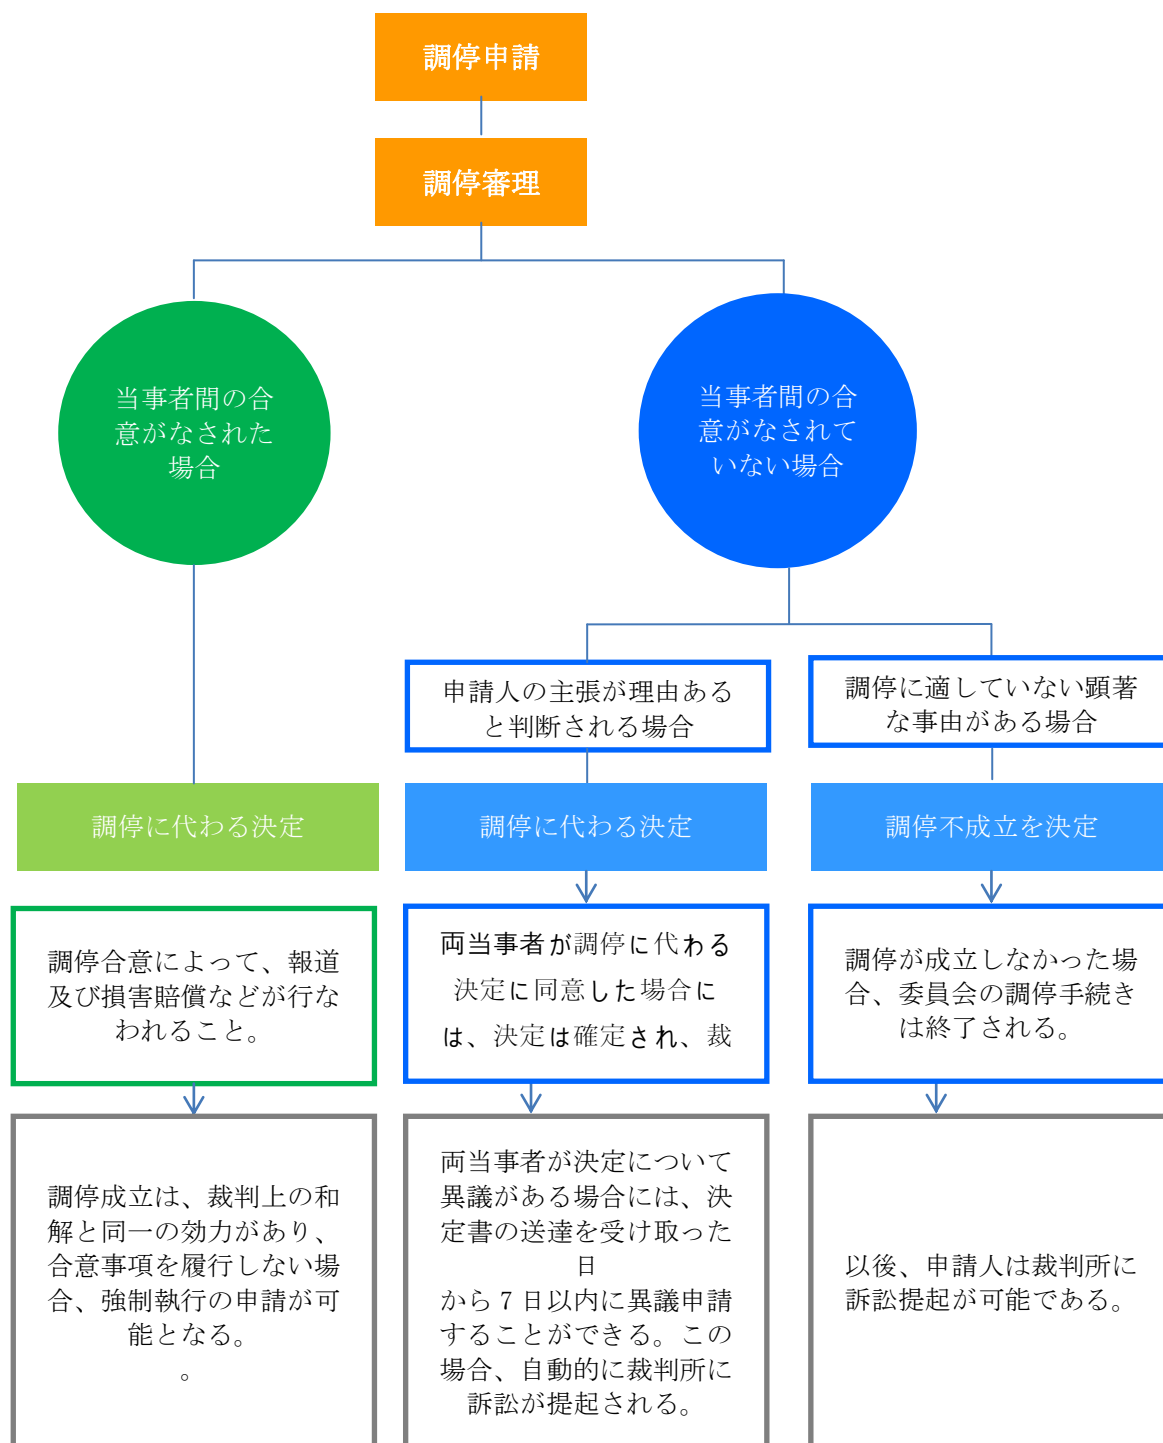 調停申請
調停審理
当事者間の合
意がなされた
場合
当事者間の合
意がなされて
いない場合
申請人の主張が理由ある
と判断される場合
調停に適していない顕著
な事由がある場合
調停に代わる決定
調停に代わる決定
調停不成立を決定
調停合意によって、報道
及び損害賠償などが行な
われること。
両当事者が調停に代わる
決定に同意した場合に
は、決定は確定され、裁
調停が成立しなかった場
合、委員会の調停手続き
は終了される。
調停成立は、裁判上の和
解と同一の効力があり、
合意事項を履行しない場
合、強制執行の申請が可
能となる。
。
両当事者が決定について
異議がある場合には、決
定書の送達を受け取った
日
から７日以内に異議申請
することができる。この
場合、自動的に裁判所に
訴訟が提起される。
以後、申請人は裁判所に
訴訟提起が可能である。